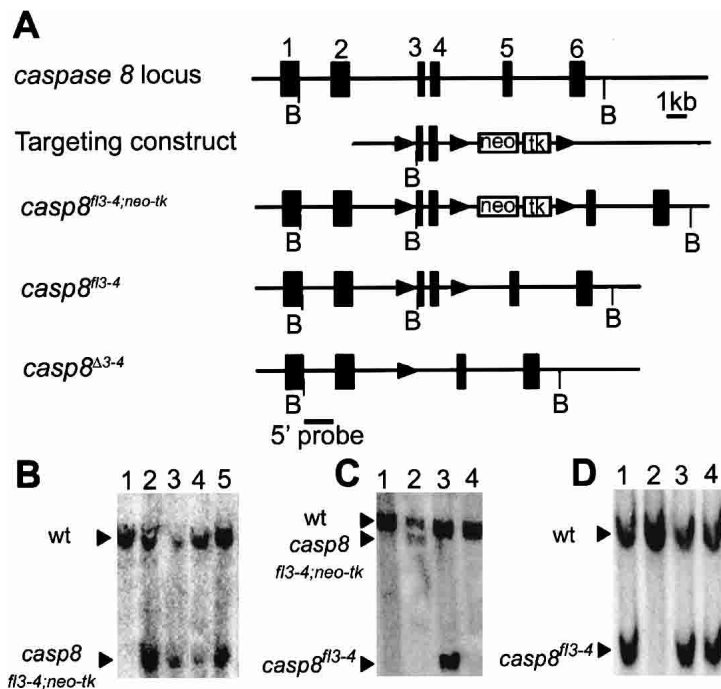 A
1 2 3 4 5 6
caspase 8 locus
B B
1kb
Targeting construct
neo tk
B
casp8fl3-4;neo-tk
neo tk
B B B
casp8fl3-4
B B B
casp8Δ3-4
B B
5' probe
B
1 2 3 4 5
wt
casp8
fl3-4;neo-tk
C
1 2 3 4
wt
casp8
fl3-4;neo-tk
casp8fl3-4
D
1 2 3 4
wt
casp8fl3-4